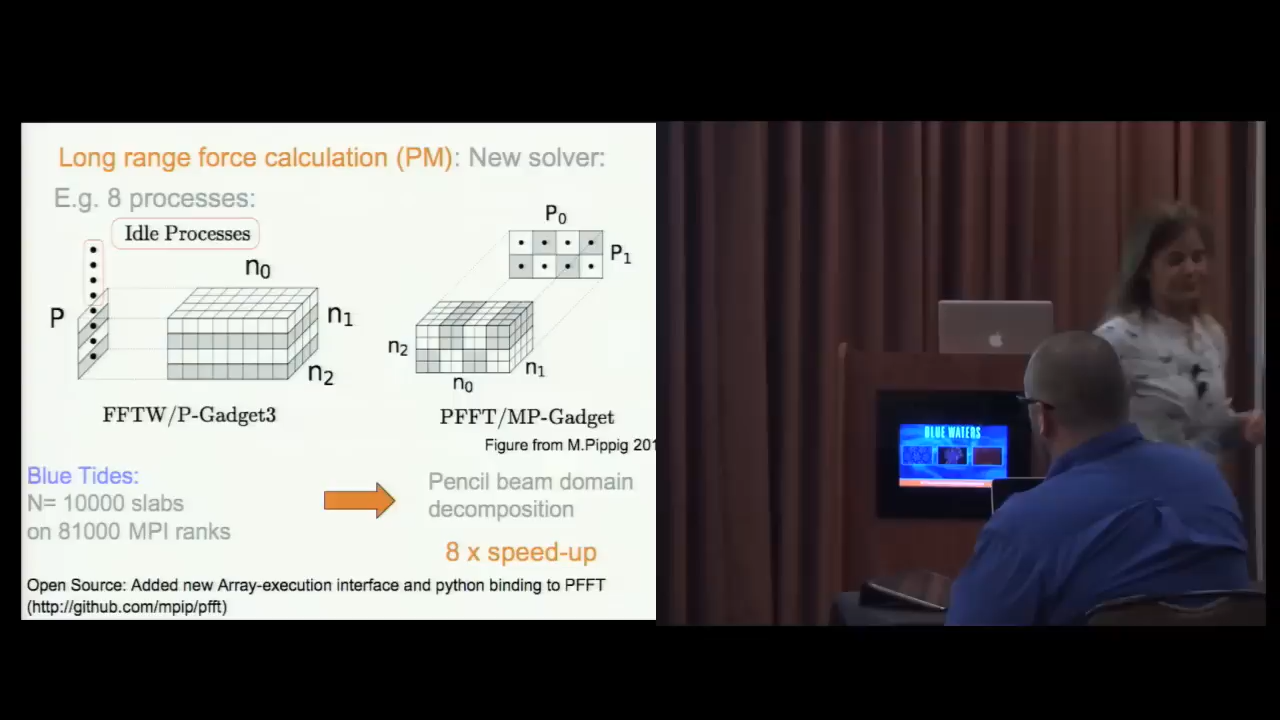 Long range force calculation (PM): New solver:
E.g. 8 processes:
Idle Processes
P
n0
n1
n2
FFTW/P-Gadget3
P0
P1
n2
n0
n1
PFFT/MP-Gadget
Figure from M.Pippig 201
Blue Tides:
N= 10000 slabs
on 81000 MPI ranks
Pencil beam domain
decomposition
8 x speed-up
Open Source: Added new Array-execution interface and python binding to PFFT
(http://github.com/mpip/pfft)
BLUE WATERS